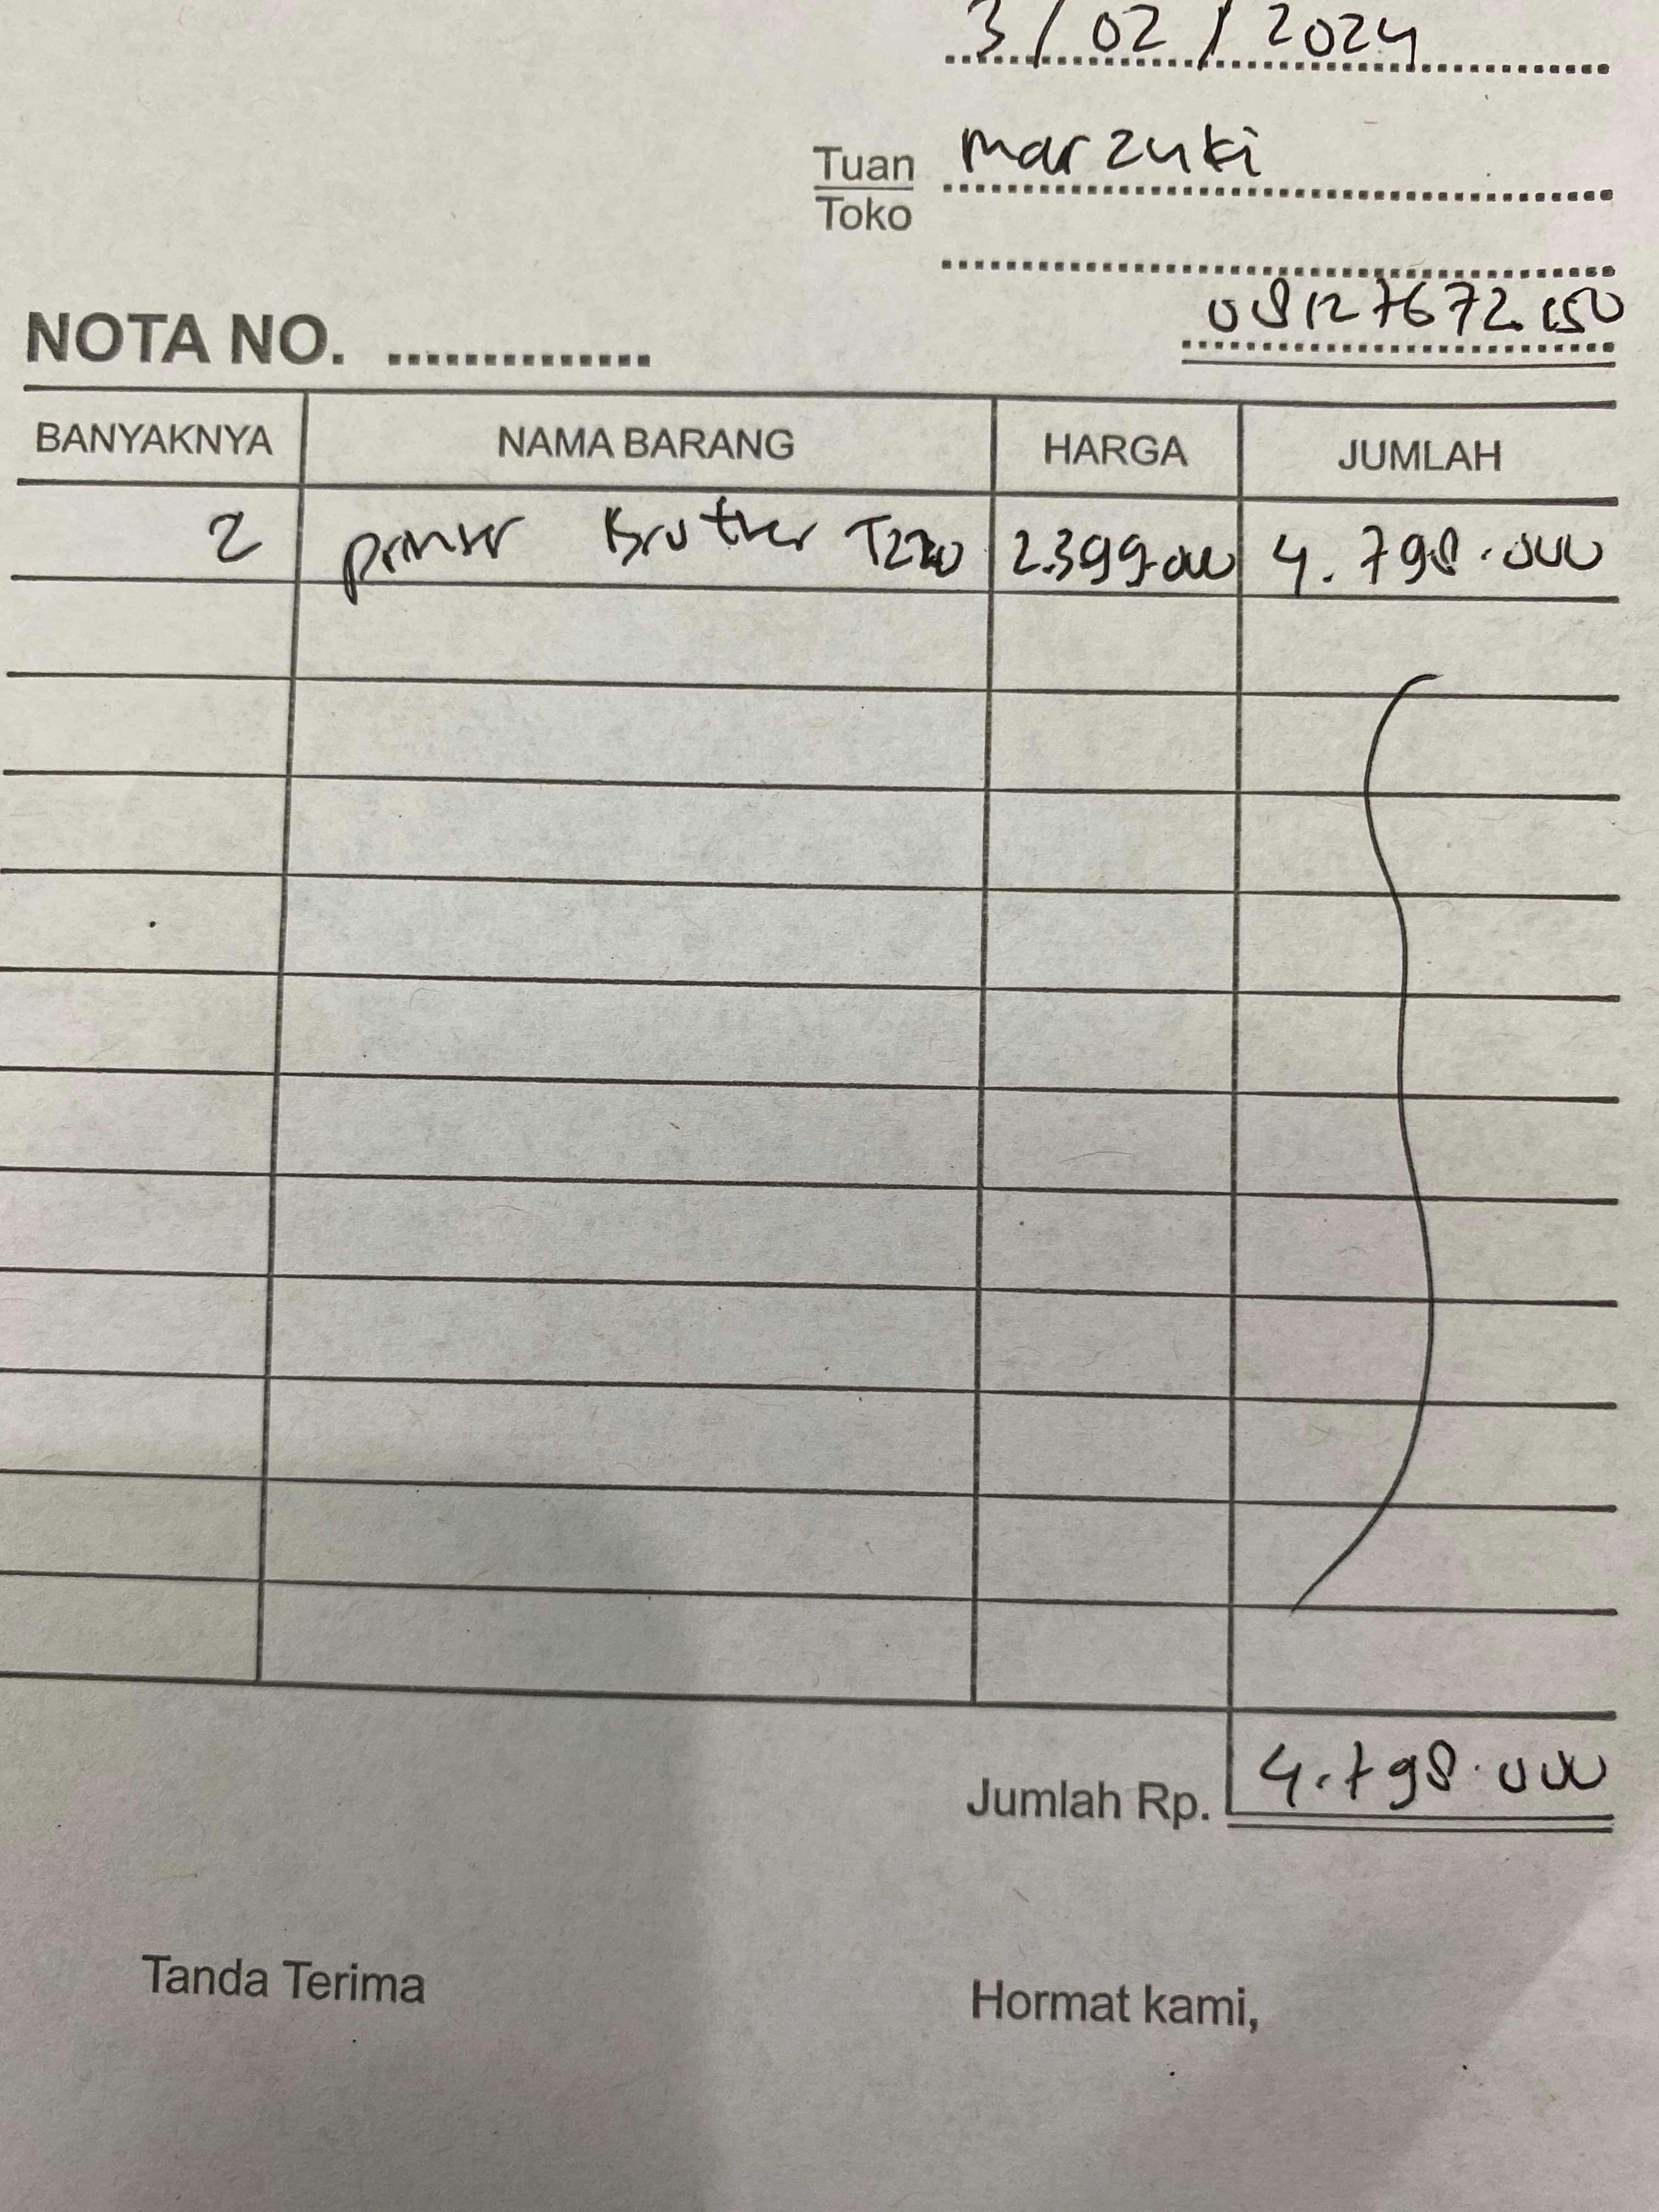 3/02/2024
Tuan marzuki
Toko
08127672150
NOTA NO. ..............
BANYAKNYA NAMA BARANG HARGA JUMLAH
2 printer Brother T220 2.399.000 4.798.000
Jumlah Rp. 4.798.000
Tanda Terima Hormat kami,